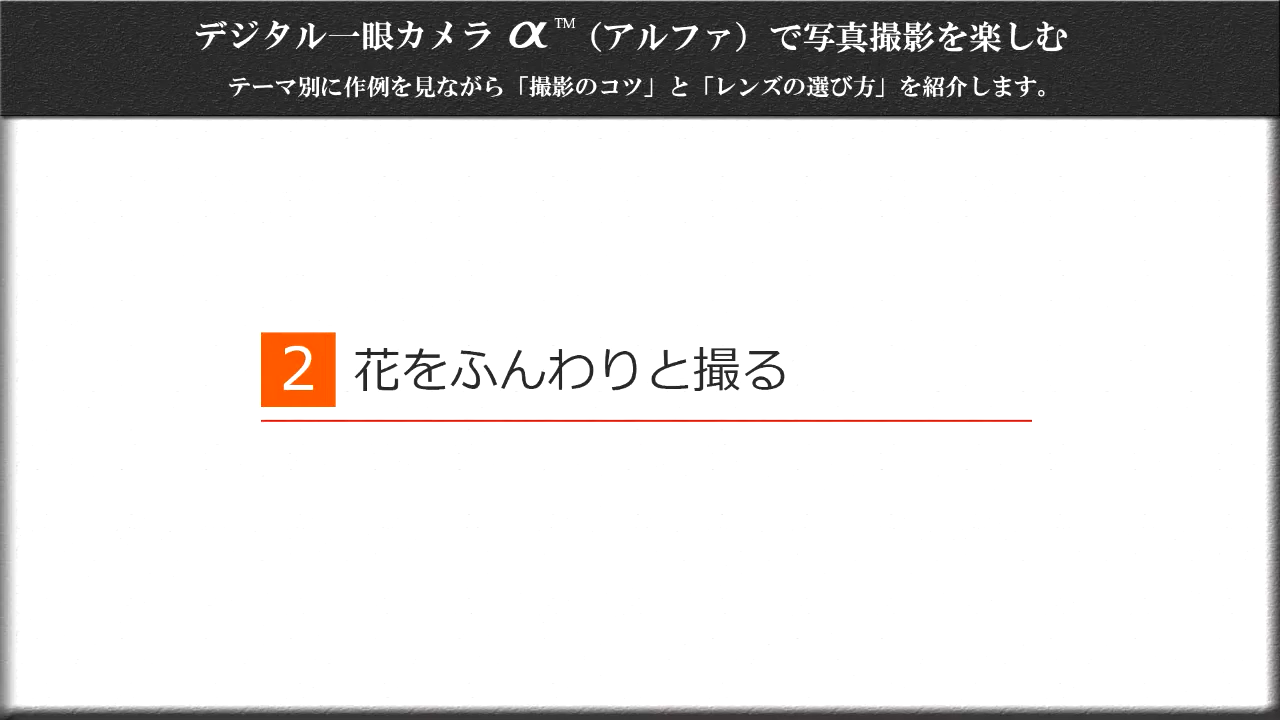 デジタル一眼カメラ α™（アルファ）で写真撮影を楽しむ
テーマ別に作例を見ながら「撮影のコツ」と「レンズの選び方」を紹介します。
2 花をふんわりと撮る